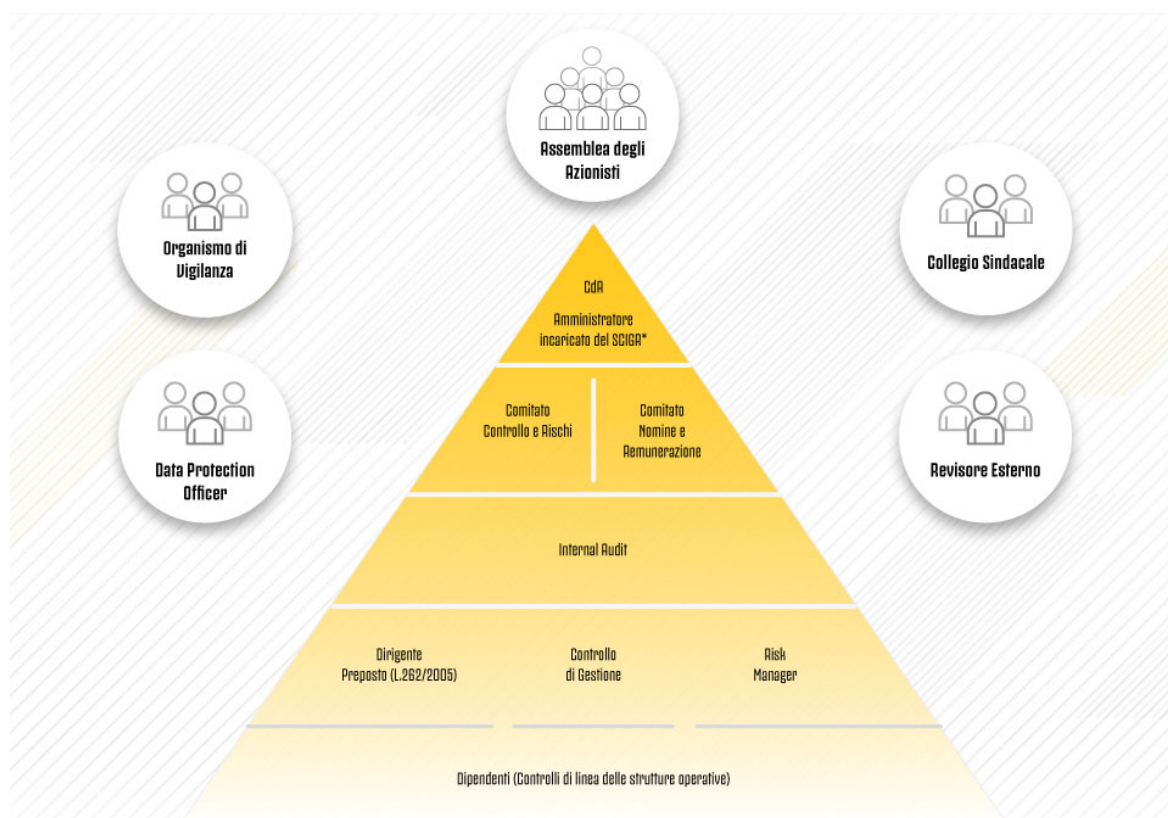 Assemblea degli
Azionisti
Organismo di
Vigilanza
Collegio Sindacale
CdA
Amministratore
incaricato del SCIGR*
Comitato
Controllo e Rischi
Comitato
Nomine e
Remunerazione
Data Protection
Officer
Revisore Esterno
Internal Audit
Dirigente
Preposto (L.262/2005)
Controllo
di Gestione
Risk
Manager
Dipendenti (Controlli di linea delle strutture operative)